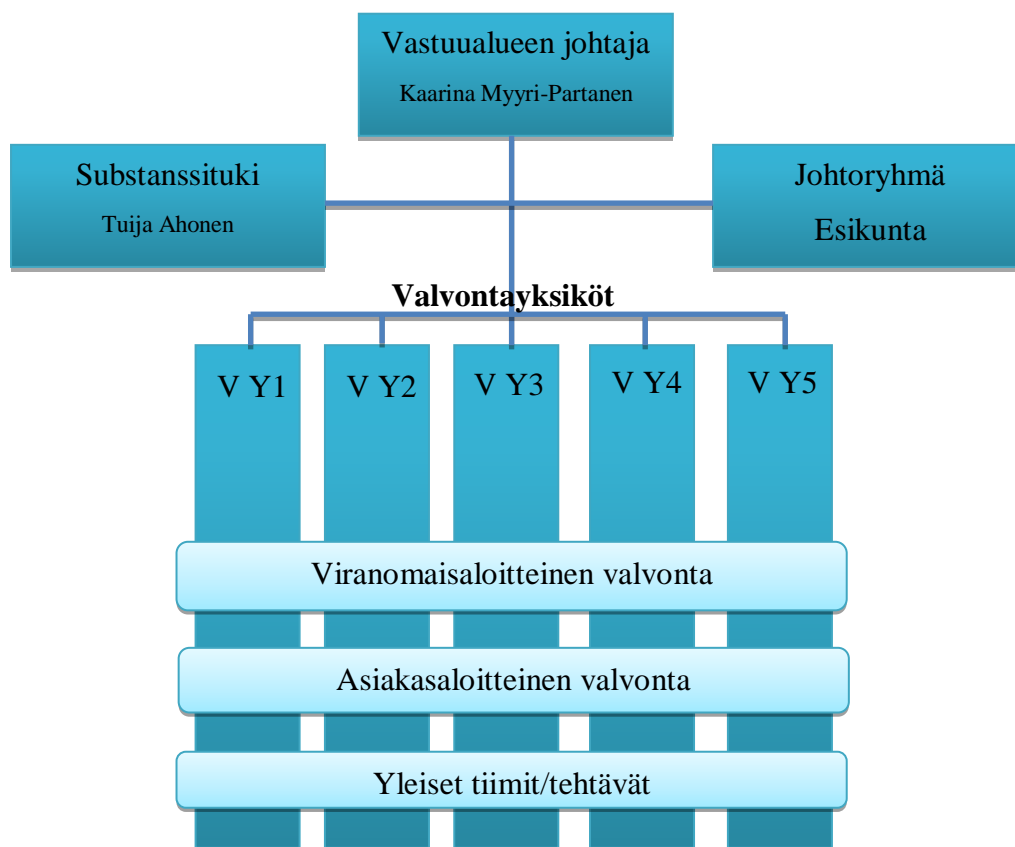 Vastuualueen johtaja
Kaarina Myyri-Partanen
Substanssituki
Tuija Ahonen
Johtoryhmä
Esikunta
Valvontayksiköt
V Y1
V Y2
V Y3
V Y4
V Y5
Viranomaisaloitteinen valvonta
Asiakasaloitteinen valvonta
Yleiset tiimit/tehtävät